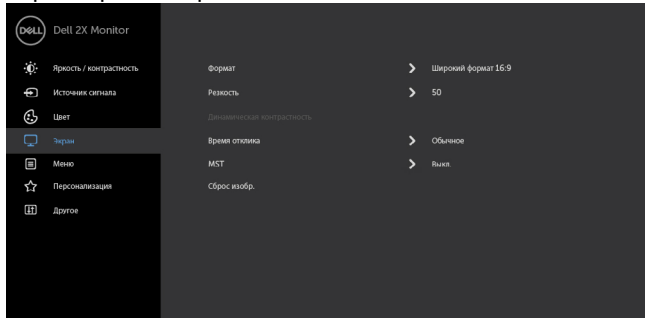 DELL
Dell 2X Monitor
Яркость / контрастность
Источник сигнала
Цвет
Экран
Меню
Персонализация
Другое
Формат
Широкий формат 16:9
Резкость
50
Динамическая контрастность
Время отклика
Обычное
MST
Выкл.
Сброс изобр.